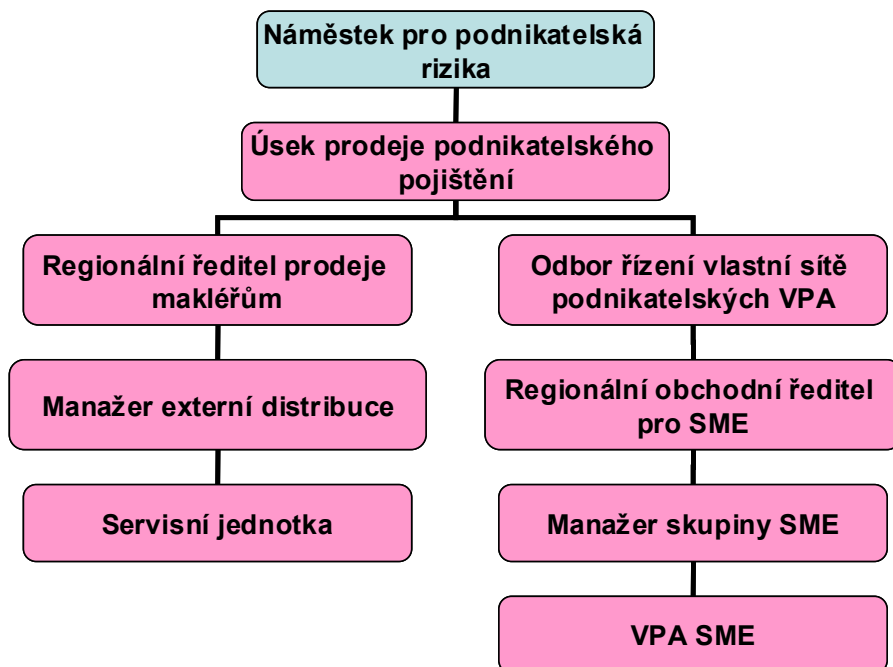 Náměstek pro podnikatelská
rizika
Úsek prodeje podnikatelského
pojištění
Regionální ředitel prodeje
makléřům
Odbor řízení vlastní sítě
podnikatelských VPA
Manažer externí distribuce
Regionální obchodní ředitel
pro SME
Servisní jednotka
Manažer skupiny SME
VPA SME